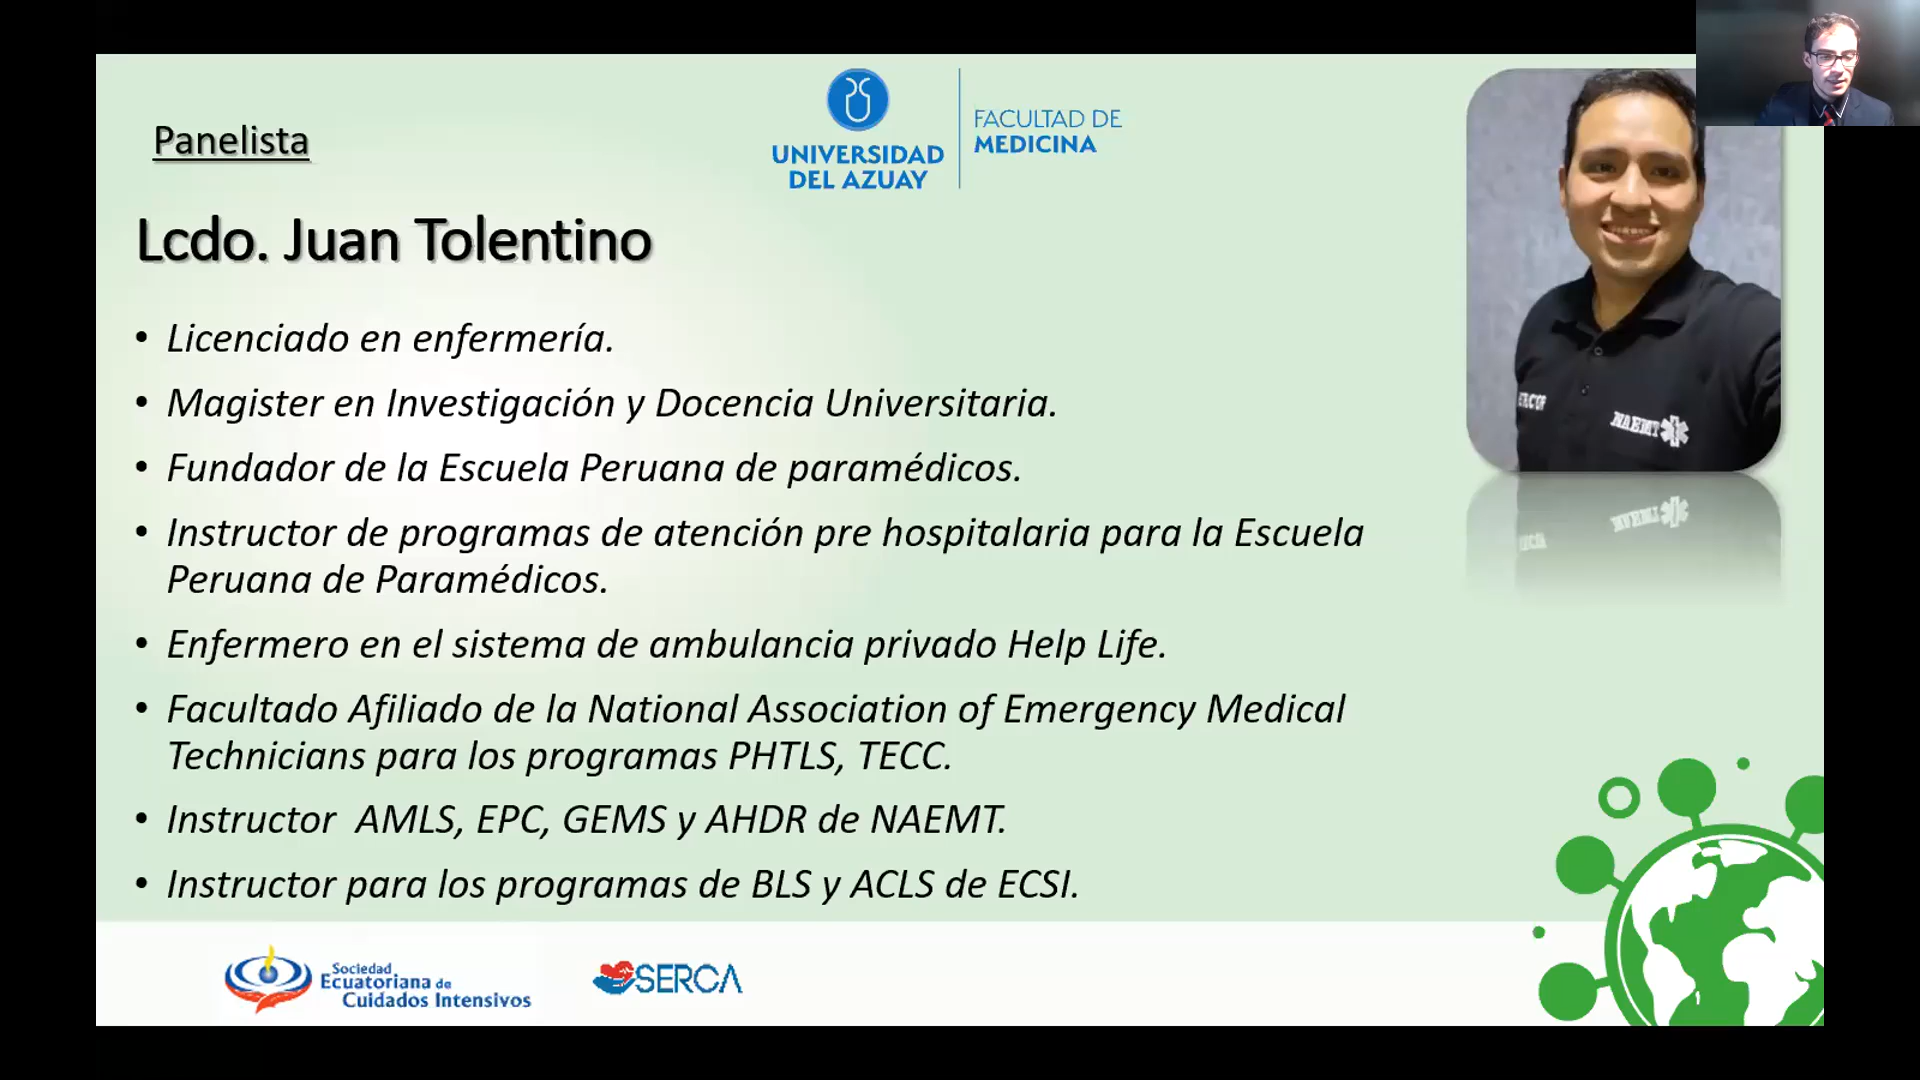 Panelista
UNIVERSIDAD
DEL AZUAY
FACULTAD DE
MEDICINA
Lcdo. Juan Tolentino
• Licenciado en enfermería.
• Magister en Investigación y Docencia Universitaria.
• Fundador de la Escuela Peruana de paramédicos.
• Instructor de programas de atención pre hospitalaria para la Escuela
Peruana de Paramédicos.
• Enfermero en el sistema de ambulancia privado Help Life.
• Facultado Afiliado de la National Association of Emergency Medical
Technicians para los programas PHTLS, TECC.
• Instructor  AMLS, EPC, GEMS y AHDR de NAEMT.
• Instructor para los programas de BLS y ACLS de ECSI.
NAEMT
Sociedad
Ecuatoriana de
Cuidados Intensivos
SERCA